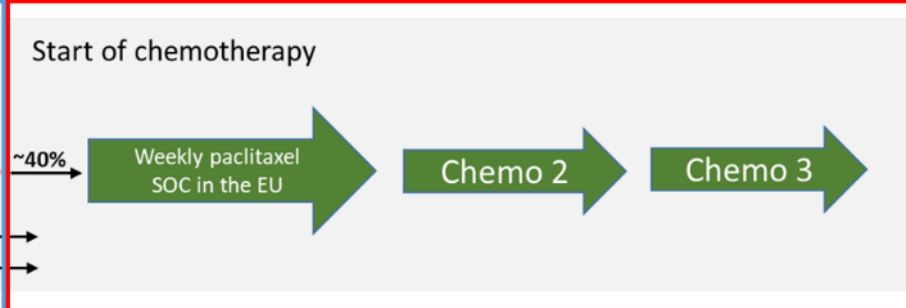 Start of chemotherapy
~40%
Weekly paclitaxel
SOC in the EU
Chemo 2
Chemo 3